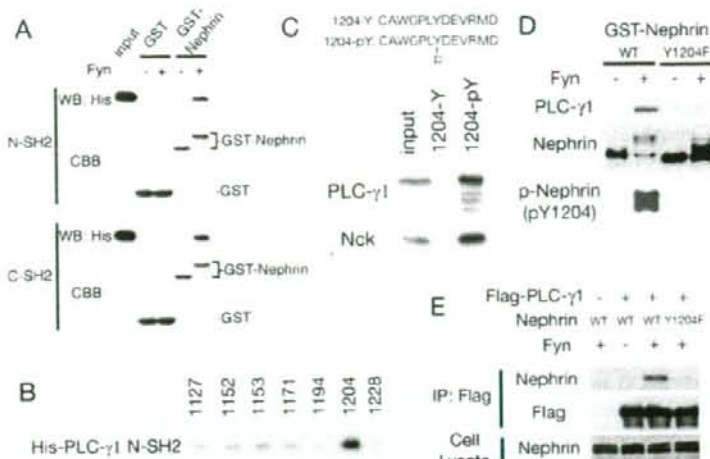 A
input
GST
GST-Nephrin
Fyn - + - +
N-SH2
WB: His
CBB
GST-Nephrin
-GST
C-SH2
WB: His
CBB
GST-Nephrin
-GST
B
1127 1152 1153 1171 1194 1204 1228
His-PLC-γ1 N-SH2
C
1204-Y: CAWGPLYDEVRMD
1204-pY: CAWGPLYDEVRMD
p
input 1204-Y 1204-pY
PLC-γ1
Nck
D
GST-Nephrin
WT Y1204F
Fyn - + - +
PLC-γ1
Nephrin
p-Nephrin
(pY1204)
E
Flag-PLC-γ1 - + + +
Nephrin WT WT WT Y1204F
Fyn + - + +
IP: Flag
Nephrin
Flag
Cell
Lysate
Nephrin